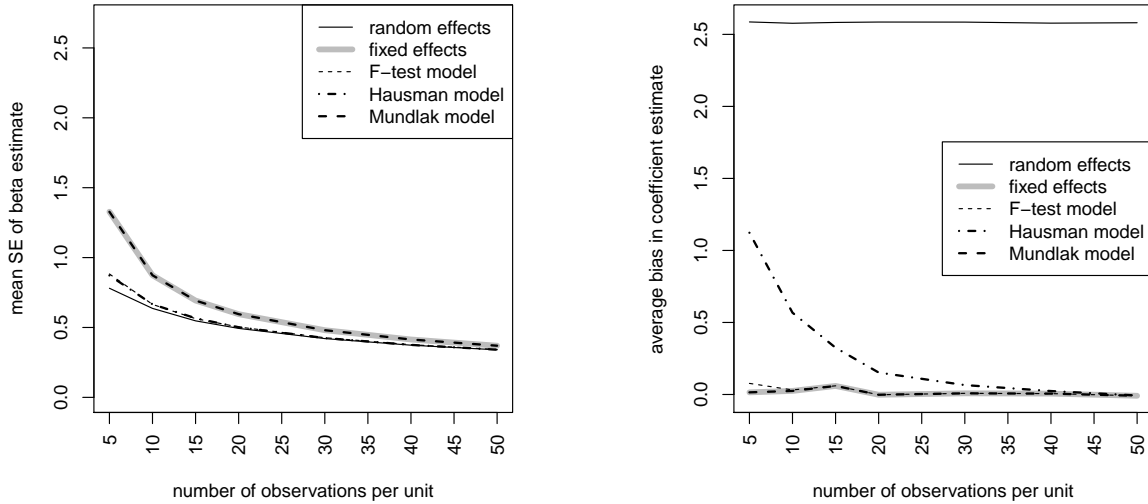 mean SE of beta estimate
2.5
2.0
1.5
1.0
0.5
0.0
random effects
fixed effects
F−test model
Hausman model
Mundlak model
5
10
15
20
25
30
35
40
45
50
number of observations per unit
average bias in coefficient estimate
2.5
2.0
1.5
1.0
0.5
0.0
random effects
fixed effects
F−test model
Hausman model
Mundlak model
5
10
15
20
25
30
35
40
45
50
number of observations per unit